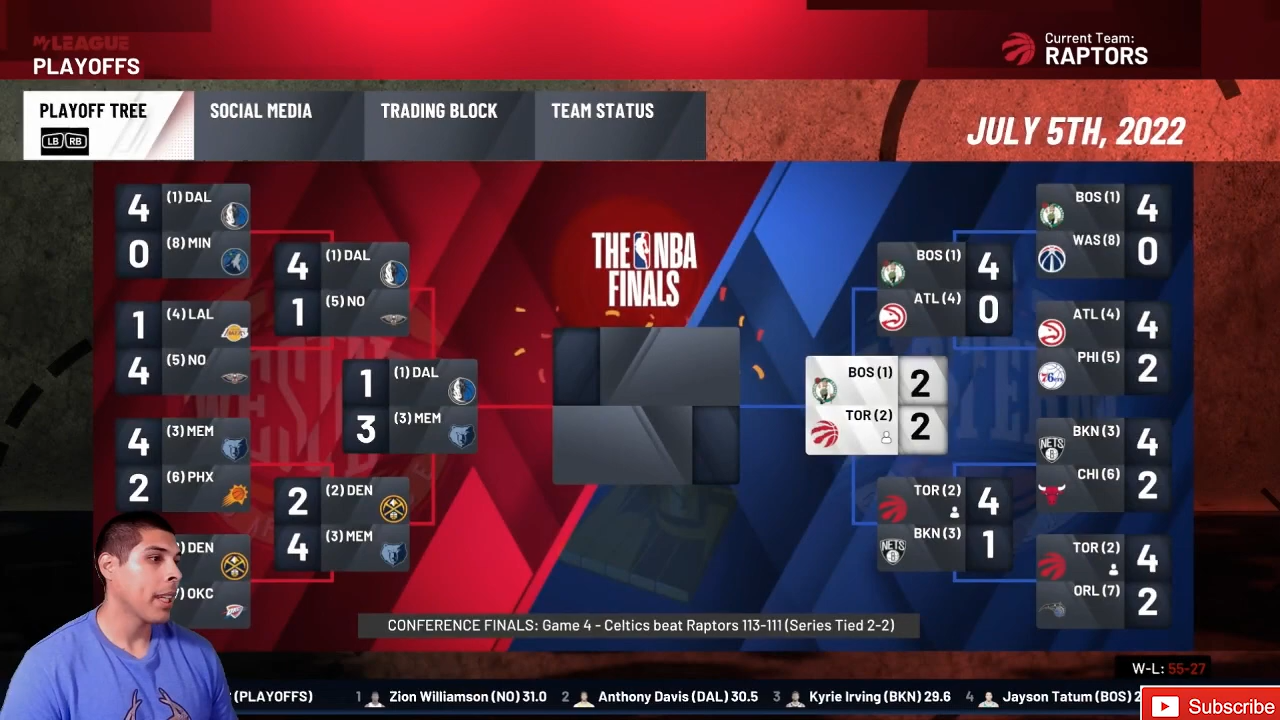 MyLEAGUE
PLAYOFFS
Current Team:
RAPTORS
PLAYOFF TREE
LB RB
SOCIAL MEDIA
TRADING BLOCK
TEAM STATUS
JULY 5TH, 2022
4 (1) DAL
0 (8) MIN
1 (4) LAL
4 (5) NO
4 (3) MEM
2 (6) PHX
DEN
OKC
4 (1) DAL
1 (5) NO
2 (2) DEN
4 (3) MEM
1 (1) DAL
3 (3) MEM
THE NBA
FINALS
BOS (1) 2
TOR (2) 2
BOS (1) 4
ATL (4) 0
TOR (2) 4
BKN (3) 1
NETS
BOS (1) 4
WAS (8) 0
ATL (4) 4
PHI (5) 2
76ers
BKN (3) 4
NETS
CHI (6) 2
TOR (2) 4
ORL (7) 2
CONFERENCE FINALS: Game 4 - Celtics beat Raptors 113-111 (Series Tied 2-2)
W-L: 55-27
(PLAYOFFS) 1 Zion Williamson (NO) 31.0 2 Anthony Davis (DAL) 30.5 3 Kyrie Irving (BKN) 29.6 4 Jayson Tatum (BOS)
Subscribe